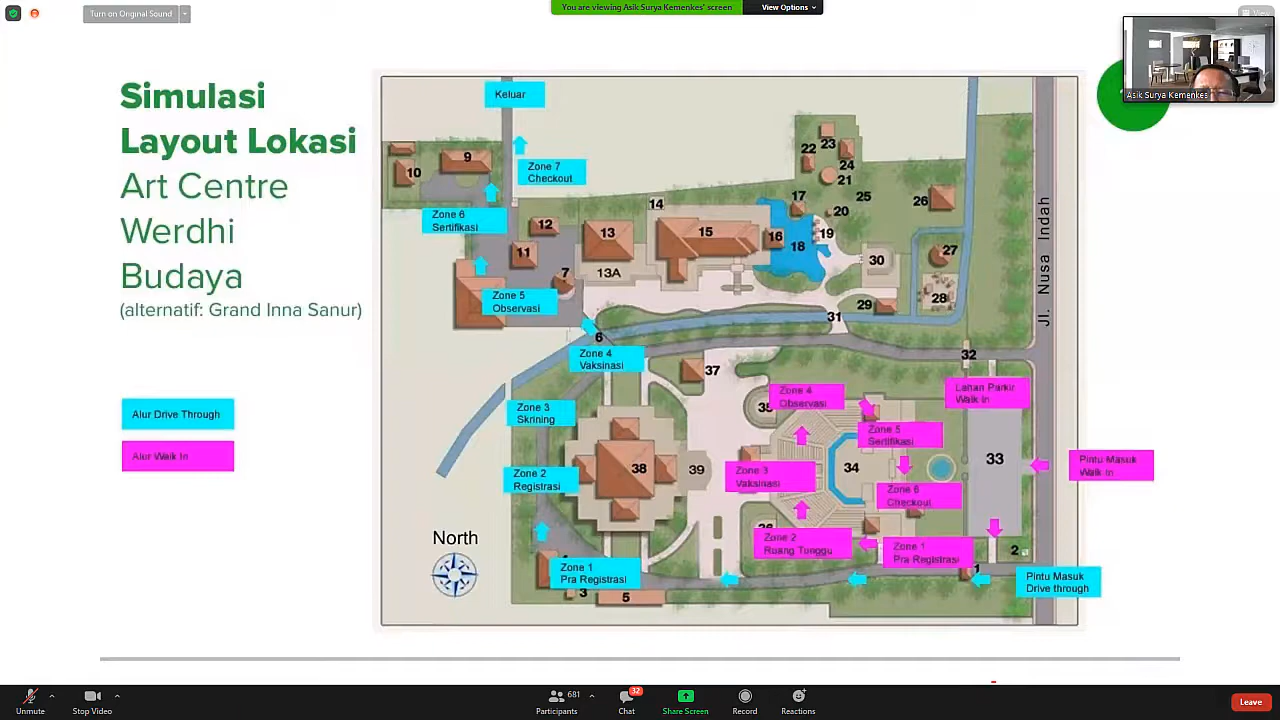 Turn on Original Sound
You are viewing Asik Surya Kemenkes' screen
View Options
View
Asik Surya Kemenkes
Simulasi
Layout Lokasi
Art Centre
Werdhi
Budaya
(alternatif: Grand Inna Sanur)
Alur Drive Through
Alur Walk In
Keluar
Zone 7
Checkout
Zone 6
Sertifikasi
Zone 5
Observasi
Zone 4
Vaksinasi
Zone 3
Skrining
Zone 2
Registrasi
Zone 1
Pra Registrasi
Pintu Masuk
Drive through
Lahan Parkir
Walk In
Pintu Masuk
Walk In
Zone 1
Pra Registrasi
Zone 2
Ruang Tunggu
Zone 3
Vaksinasi
Zone 4
Observasi
Zone 5
Sertifikasi
Zone 6
Checkout
Jl. Nusa Indah
North
9
10
12
11
7
13
13A
14
15
16
17
18
19
20
21
22
23
24
25
26
27
28
29
30
31
32
33
34
37
38
39
6
5
3
2
1
Unmute
Stop Video
681
Participants
32
Chat
Share Screen
Record
Reactions
Leave